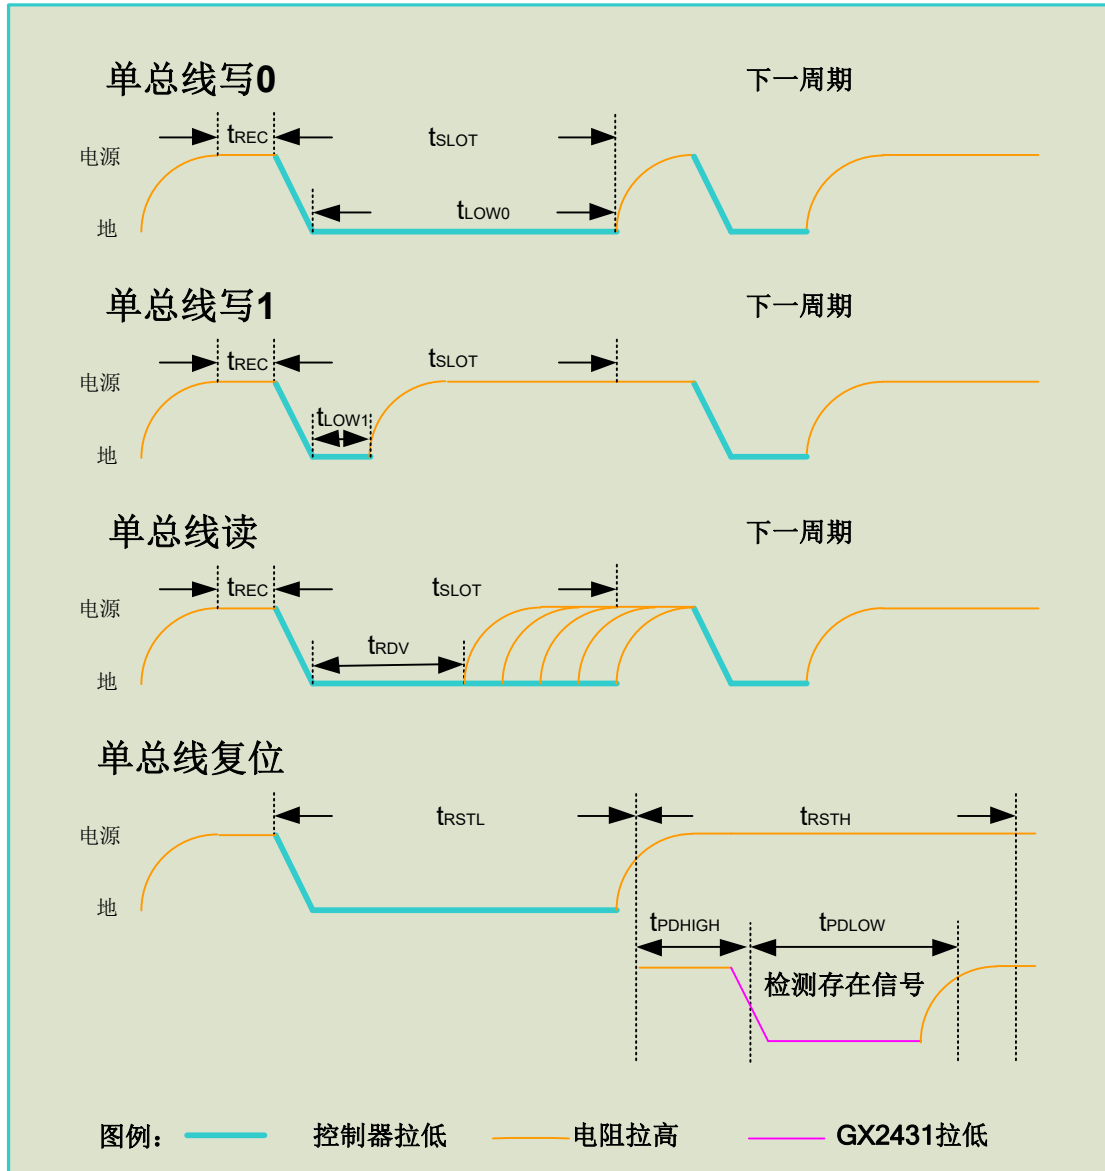 单总线写0 下一周期
tREC tSLOT
电源
tLOW0
地
单总线写1 下一周期
tREC tSLOT
电源
tLOW1
地
单总线读 下一周期
tREC tSLOT
电源
tRDV
地
单总线复位
tRSTL tRSTH
电源
地
tPDHIGH tPDLOW
检测存在信号
图例: 控制器拉低 电阻拉高 GX2431拉低